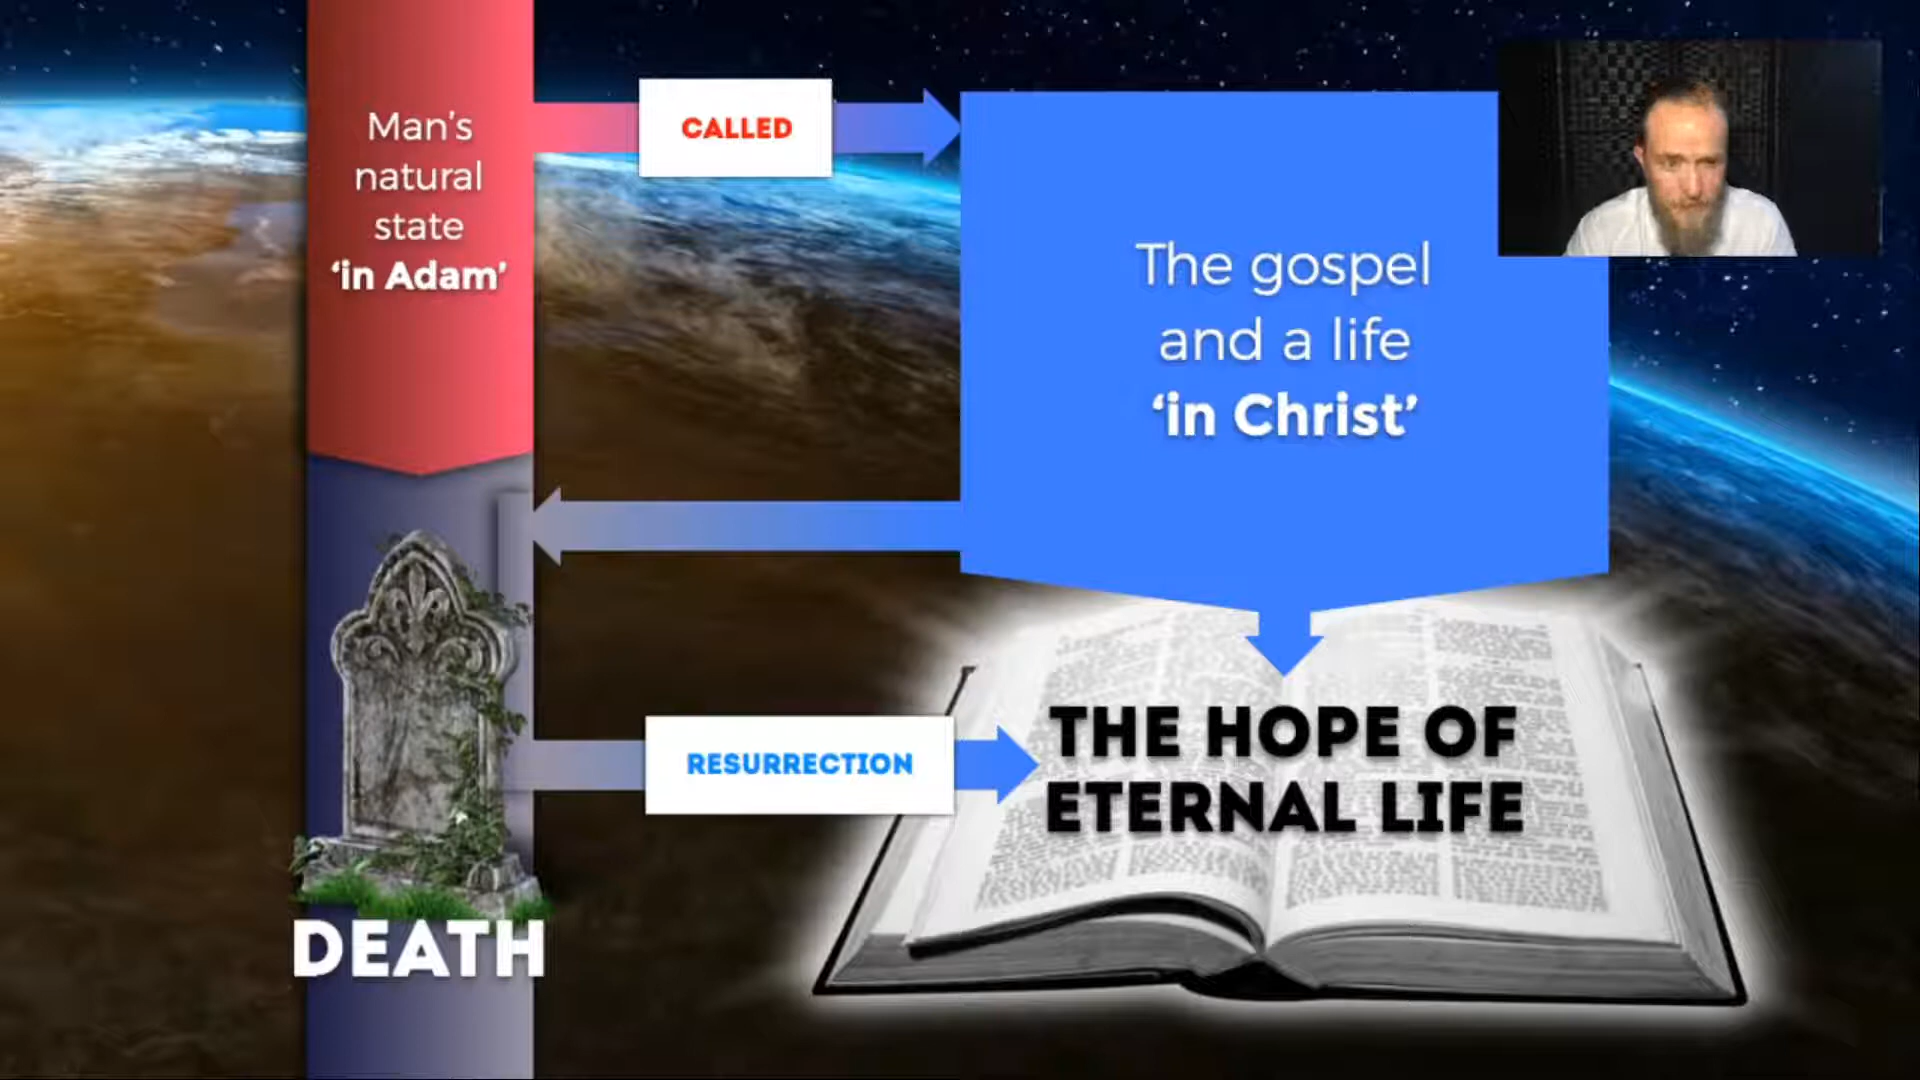 Man’s
natural
state
‘in Adam’
CALLED
The gospel
and a life
‘in Christ’
RESURRECTION
THE HOPE OF
ETERNAL LIFE
DEATH